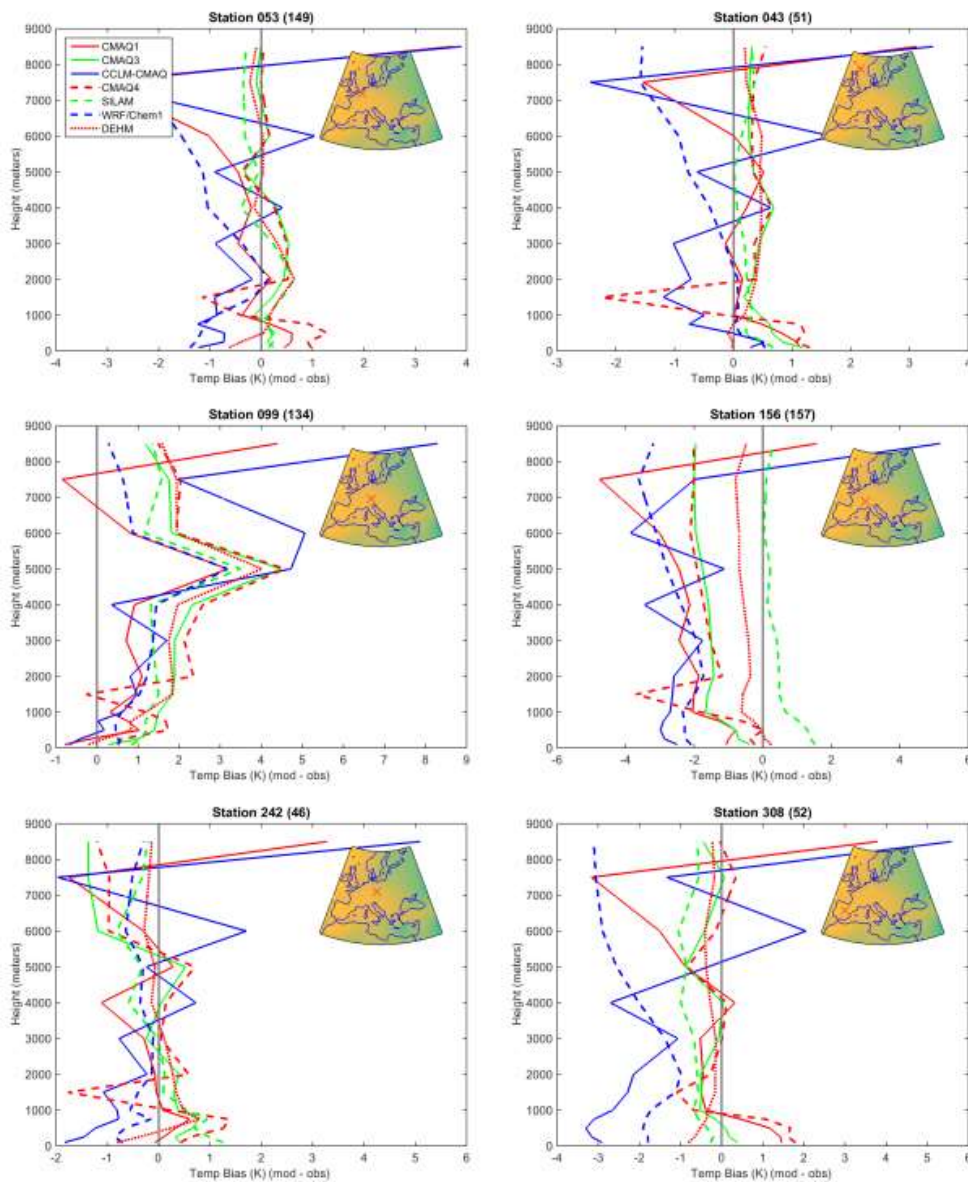 Station 053 (149)
9000
8000
7000
6000
5000
4000
3000
2000
1000
0
Height (meters)
CMAQ1
CMAQ3
CCLM-CMAQ
CMAQ4
SILAM
WRF/Chem1
DEHM
-4 -3 -2 -1 0 1 2 3 4
Temp Bias (K) (mod - obs)
Station 043 (51)
9000
8000
7000
6000
5000
4000
3000
2000
1000
0
Height (meters)
-3 -2 -1 0 1 2 3 4
Temp Bias (K) (mod - obs)
Station 099 (134)
9000
8000
7000
6000
5000
4000
3000
2000
1000
0
Height (meters)
-1 0 1 2 3 4 5 6 7 8 9
Temp Bias (K) (mod - obs)
Station 156 (157)
9000
8000
7000
6000
5000
4000
3000
2000
1000
0
Height (meters)
-6 -4 -2 0 2 4 6
Temp Bias (K) (mod - obs)
Station 242 (46)
9000
8000
7000
6000
5000
4000
3000
2000
1000
0
Height (meters)
-2 -1 0 1 2 3 4 5 6
Temp Bias (K) (mod - obs)
Station 308 (52)
9000
8000
7000
6000
5000
4000
3000
2000
1000
0
Height (meters)
-4 -3 -2 -1 0 1 2 3 4 5 6
Temp Bias (K) (mod - obs)